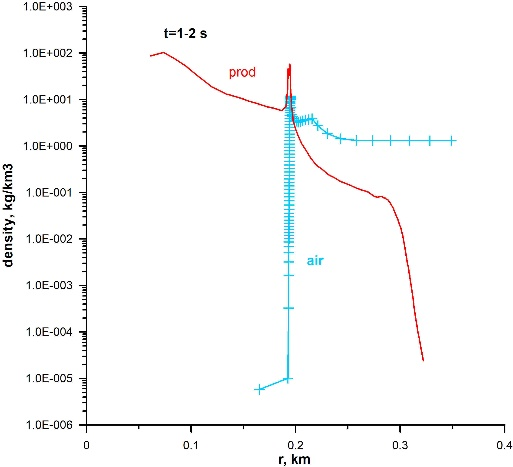 1.0E+003
t=1-2 s
1.0E+002
prod
1.0E+001
1.0E+000
1.0E-001
1.0E-002
density, kg/km3
air
1.0E-003
1.0E-004
1.0E-005
1.0E-006
0 0.1 0.2 0.3 0.4
r, km